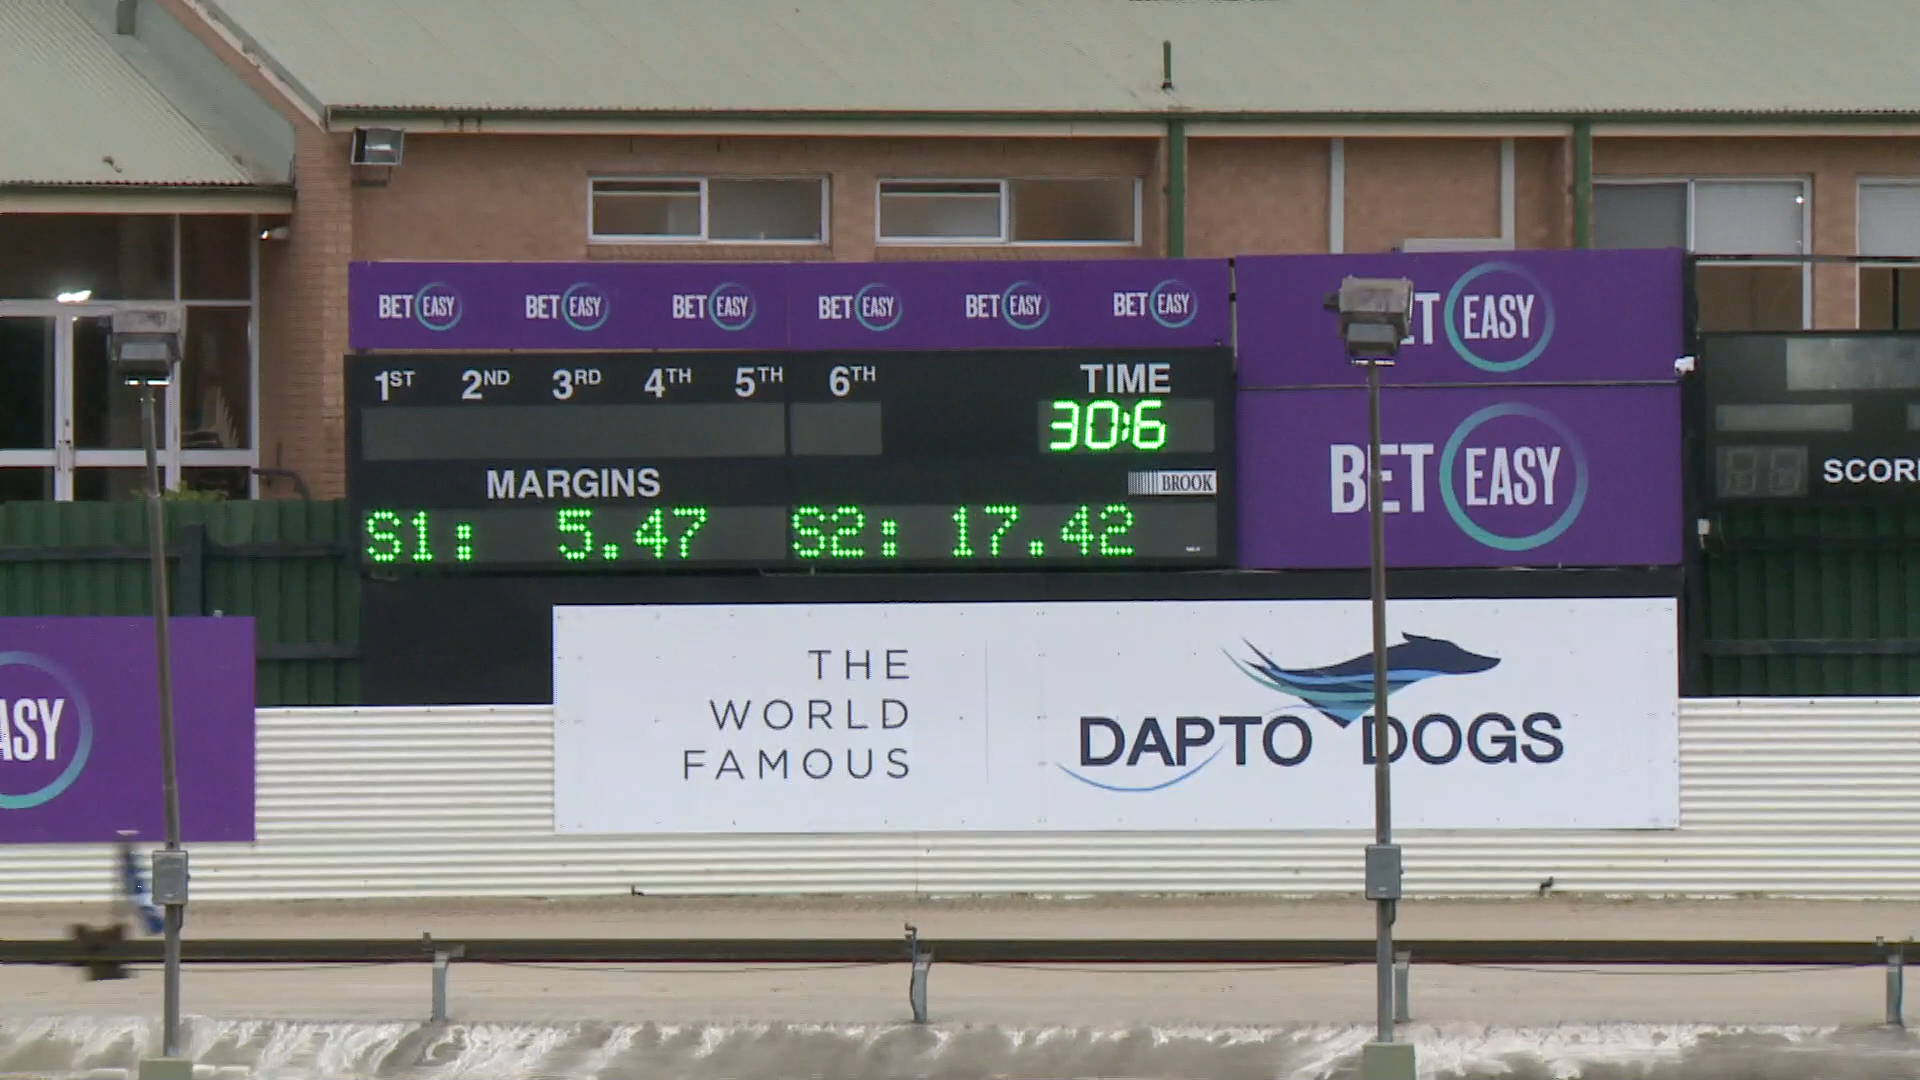 BET EASY BET EASY BET EASY BET EASY BET EASY BET EASY
EASY
1ST 2ND 3RD 4TH 5TH 6TH TIME
30:6
MARGINS BROOK
S1: 5.47 S2: 17.42
BET EASY
SCOR
ASY
THE
WORLD
FAMOUS
DAPTO DOGS